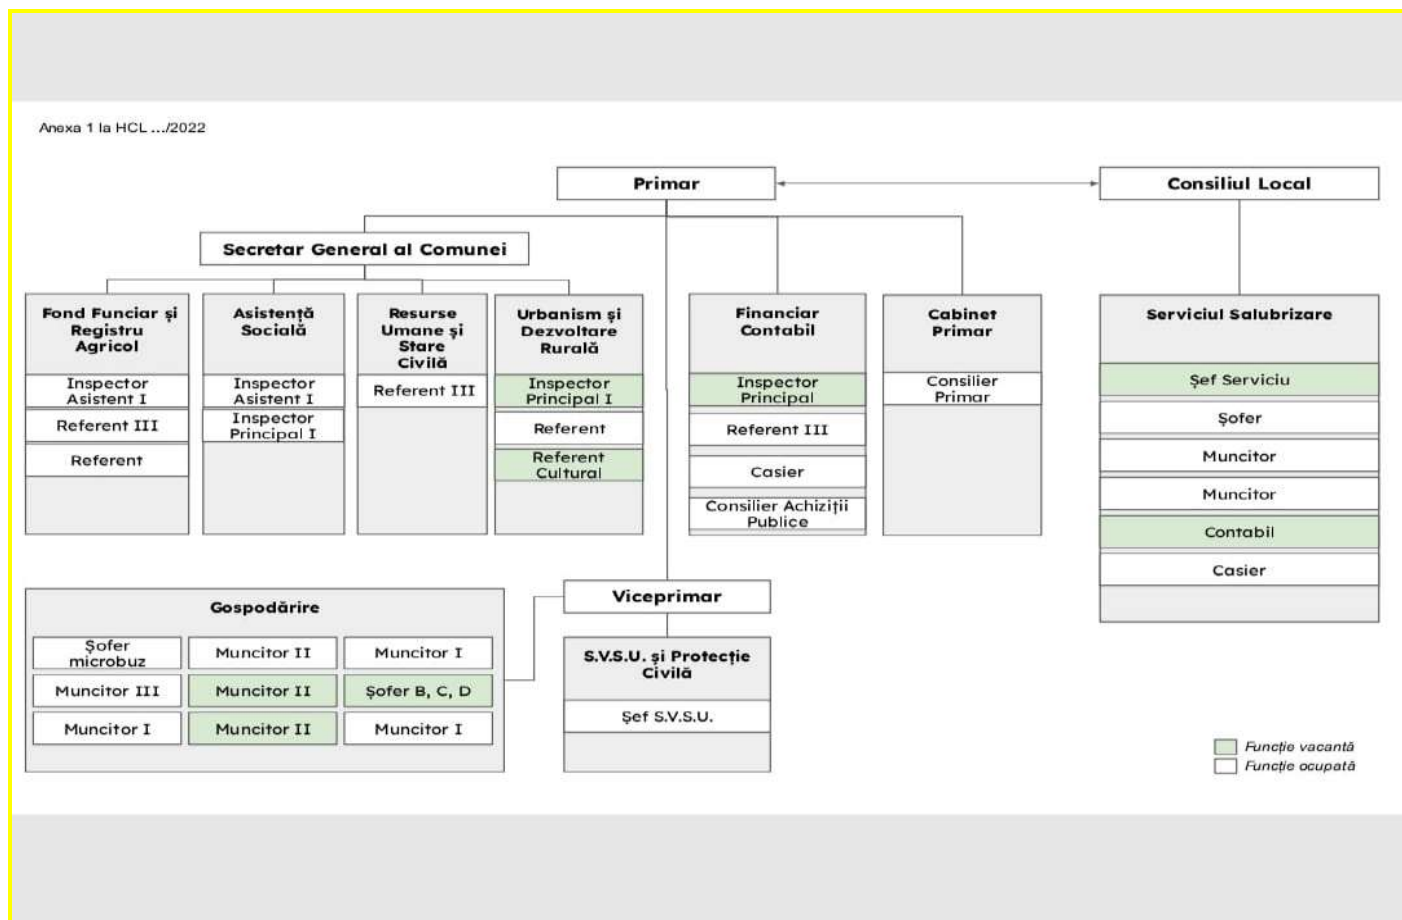 Anexa 1 la HCL .../2022
Primar
Consiliul Local
Secretar General al Comunei
Fond Funciar și
Registru
Agricol
Inspector
Asistent I
Referent III
Referent
Asistență
Socială
Inspector
Asistent I
Inspector
Principal I
Resurse
Umane și
Stare
Civilă
Referent III
Urbanism și
Dezvoltare
Rurală
Inspector
Principal I
Referent
Referent
Cultural
Financiar
Contabil
Inspector
Principal
Referent III
Casier
Consilier Achiziții
Publice
Cabinet
Primar
Consilier
Primar
Serviciul Salubrizare
Șef Serviciu
Șofer
Muncitor
Muncitor
Contabil
Casier
Gospodărire
Șofer
microbuz
Muncitor II
Muncitor I
Muncitor III
Muncitor II
Șofer B, C, D
Muncitor I
Muncitor II
Muncitor I
Viceprimar
S.V.S.U. și Protecție
Civilă
Șef S.V.S.U.
Funcție vacantă
Funcție ocupată